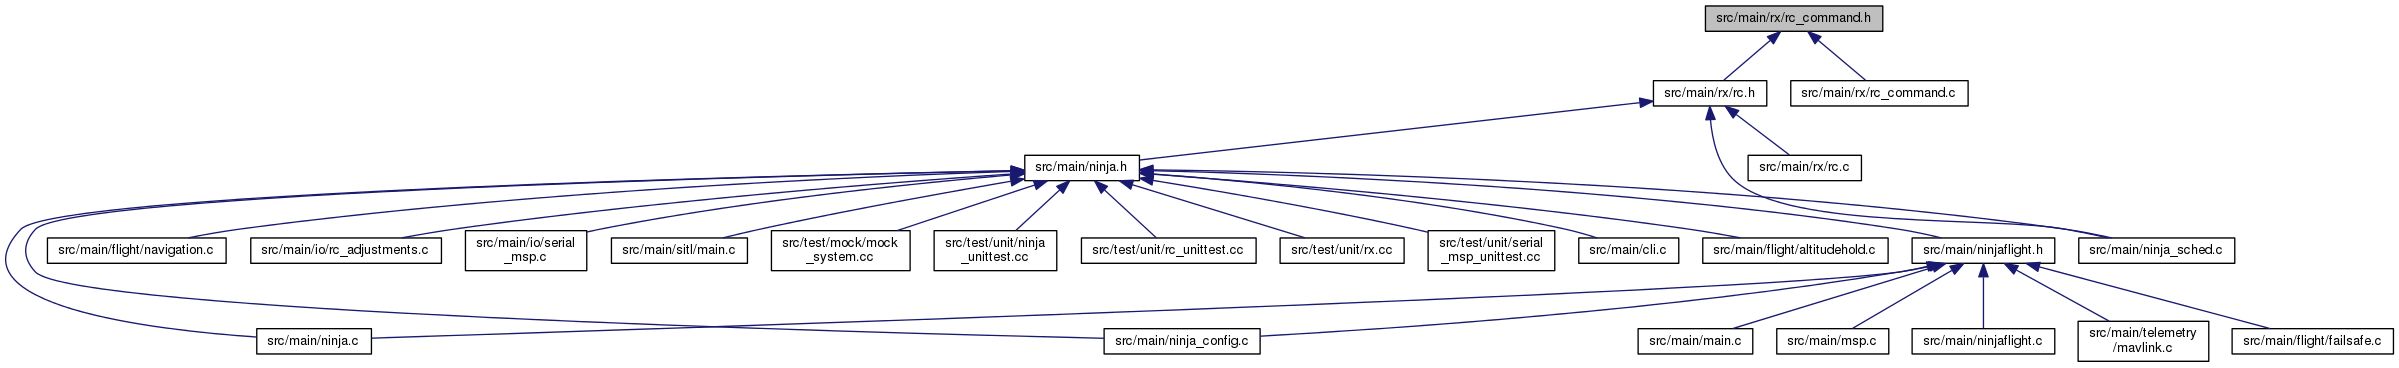 src/main/rx/rc_command.h
src/main/rx/rc.h
src/main/rx/rc_command.c
src/main/ninja.h
src/main/rx/rc.c
src/main/flight/navigation.c
src/main/io/rc_adjustments.c
src/main/io/serial
_msp.c
src/main/sitl/main.c
src/test/mock/mock
_system.cc
src/test/unit/ninja
_unittest.cc
src/test/unit/rc_unittest.cc
src/test/unit/rx.cc
src/test/unit/serial
_msp_unittest.cc
src/main/cli.c
src/main/flight/altitudehold.c
src/main/ninjaflight.h
src/main/ninja_sched.c
src/main/ninja.c
src/main/ninja_config.c
src/main/main.c
src/main/msp.c
src/main/ninjaflight.c
src/main/telemetry
/mavlink.c
src/main/flight/failsafe.c